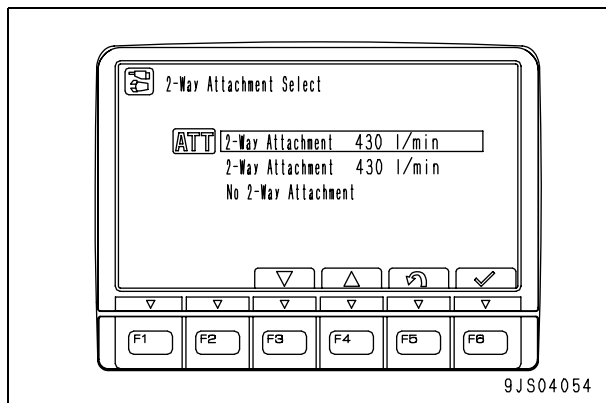 2-Way Attachment Select
ATT 2-Way Attachment 430 l/min
2-Way Attachment 430 l/min
No 2-Way Attachment
F1 F2 F3 F4 F5 F6
9JS04054